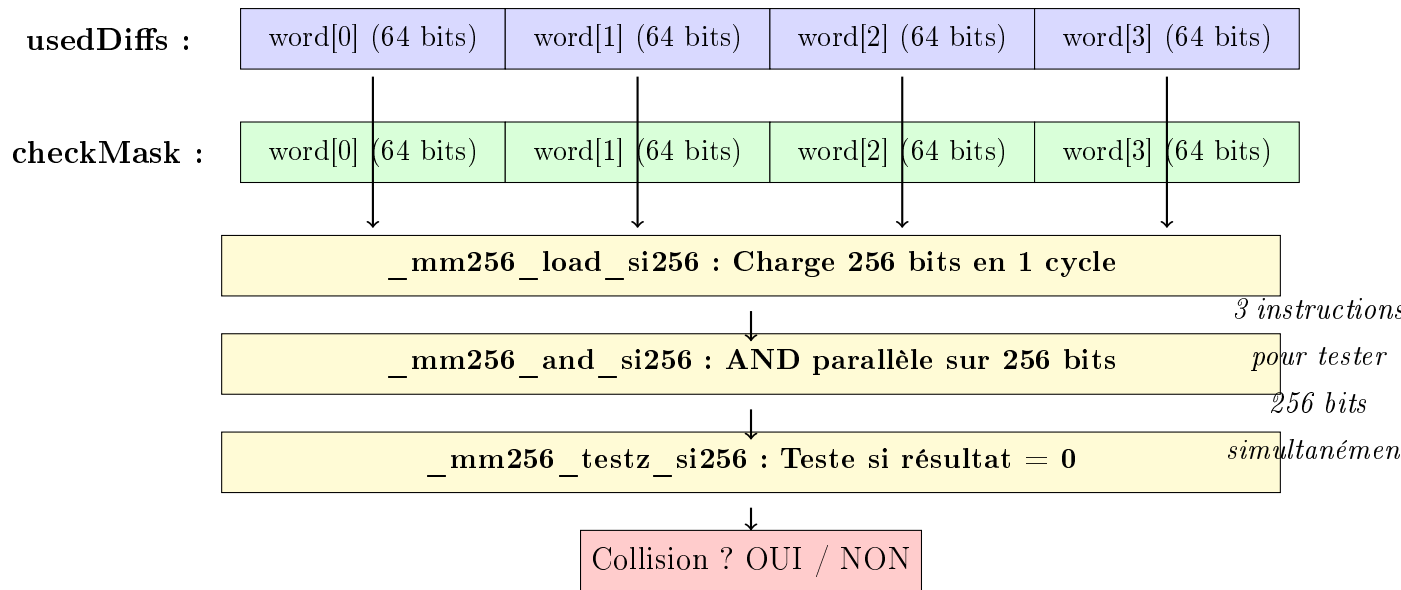 usedDiffs : word[0] (64 bits) word[1] (64 bits) word[2] (64 bits) word[3] (64 bits)
checkMask : word[0] (64 bits) word[1] (64 bits) word[2] (64 bits) word[3] (64 bits)
_mm256_load_si256 : Charge 256 bits en 1 cycle
3 instructions
_mm256_and_si256 : AND parallèle sur 256 bits
pour tester
256 bits
_mm256_testz_si256 : Teste si résultat = 0
simultanémen
Collision ? OUI / NON